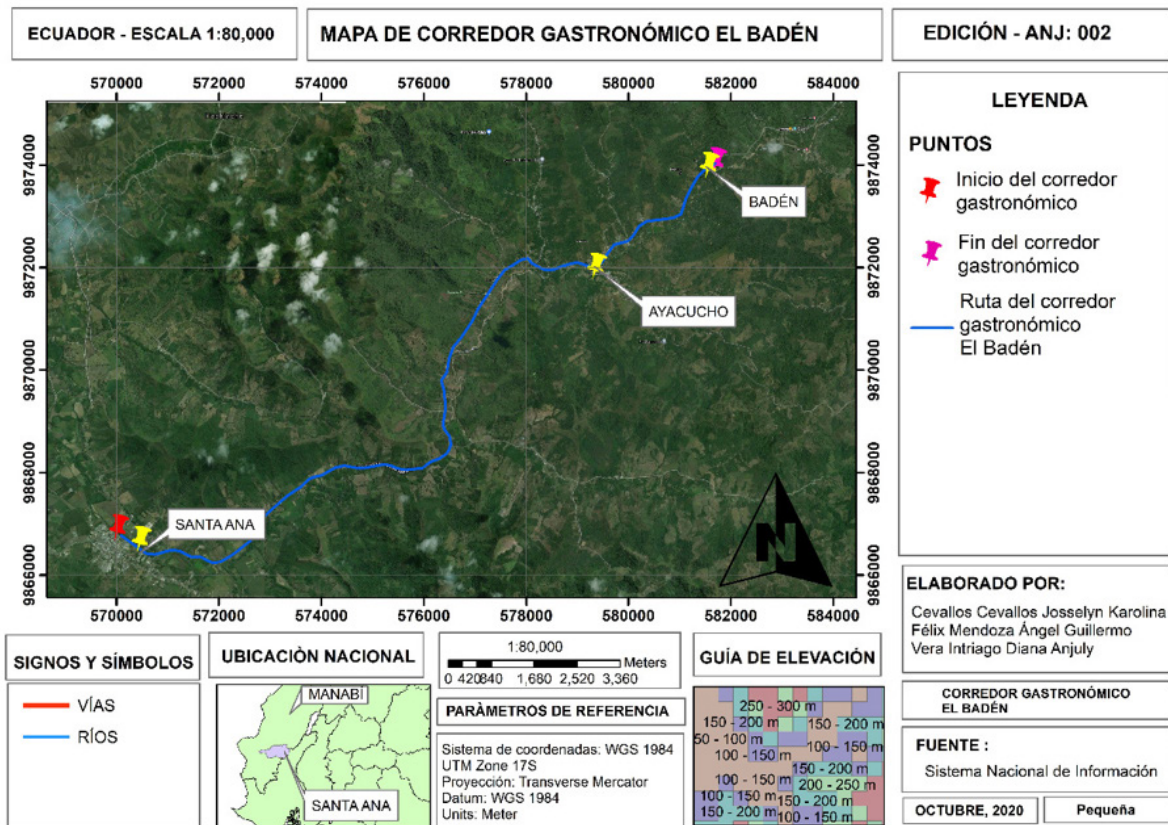 ECUADOR - ESCALA 1:80,000
MAPA DE CORREDOR GASTRONÓMICO EL BADÉN
EDICIÓN - ANJ: 002
570000 572000 574000 576000 578000 580000 582000 584000
9874000
9872000
9870000
9868000
9866000
BADÉN
AYACUCHO
SANTA ANA
N
9874000
9872000
9870000
9868000
9866000
570000 572000 574000 576000 578000 580000 582000 584000
LEYENDA
PUNTOS
Inicio del corredor
gastronómico
Fin del corredor
gastronómico
Ruta del corredor
gastronómico
El Badén
ELABORADO POR:
Cevallos Cevallos Josselyn Karolina
Félix Mendoza Ángel Guillermo
Vera Intriago Diana Anjuly
SIGNOS Y SÍMBOLOS
VÍAS
RÍOS
UBICACIÒN NACIONAL
MANABÍ
SANTA ANA
1:80,000
Meters
0 420 840 1,680 2,520 3,360
PARÀMETROS DE REFERENCIA
Sistema de coordenadas: WGS 1984
UTM Zone 17S
Proyección: Transverse Mercator
Datum: WGS 1984
Units: Meter
GUÍA DE ELEVACIÓN
250 - 300 m
150 - 200 m 150 - 200 m
50 - 100 m 100 - 150 m
100 - 150 m
150 - 200 m
100 - 150 m 200 - 250 m
100 - 150 m 150 - 200 m
150 - 200 m 100 - 150 m
CORREDOR GASTRONÓMICO
EL BADÉN
FUENTE :
Sistema Nacional de Información
OCTUBRE, 2020
Pequeña